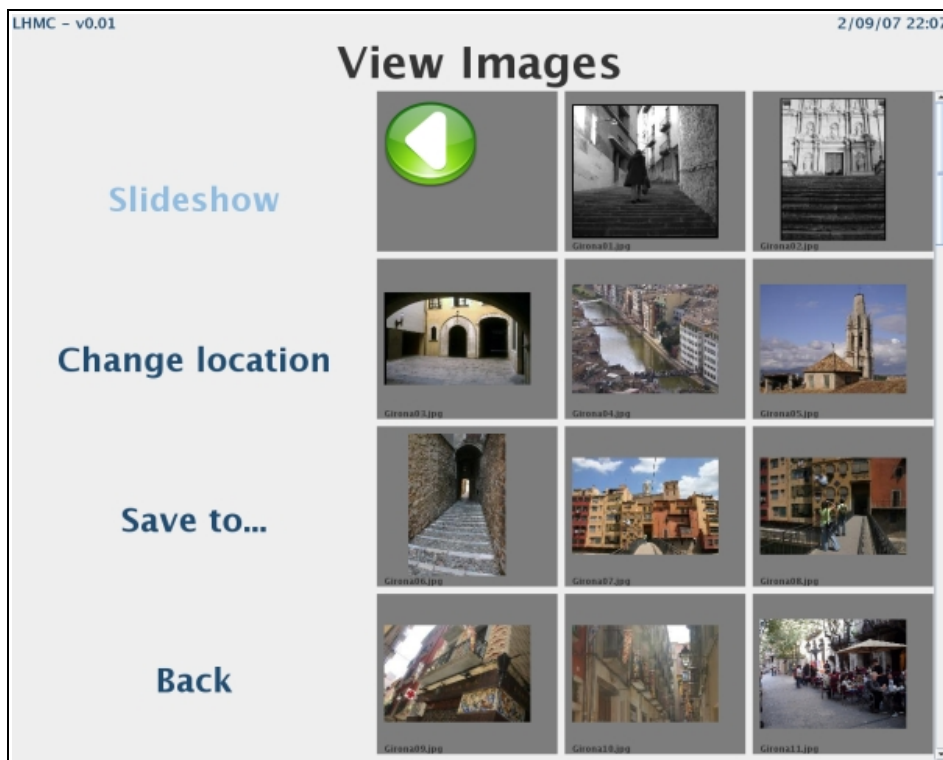 LHMC - v0.01
2/09/07 22:07
View Images
Slideshow
Change location
Save to...
Back
Girona01.jpg
Girona02.jpg
Girona03.jpg
Girona04.jpg
Girona05.jpg
Girona06.jpg
Girona07.jpg
Girona08.jpg
Girona09.jpg
Girona10.jpg
Girona11.jpg